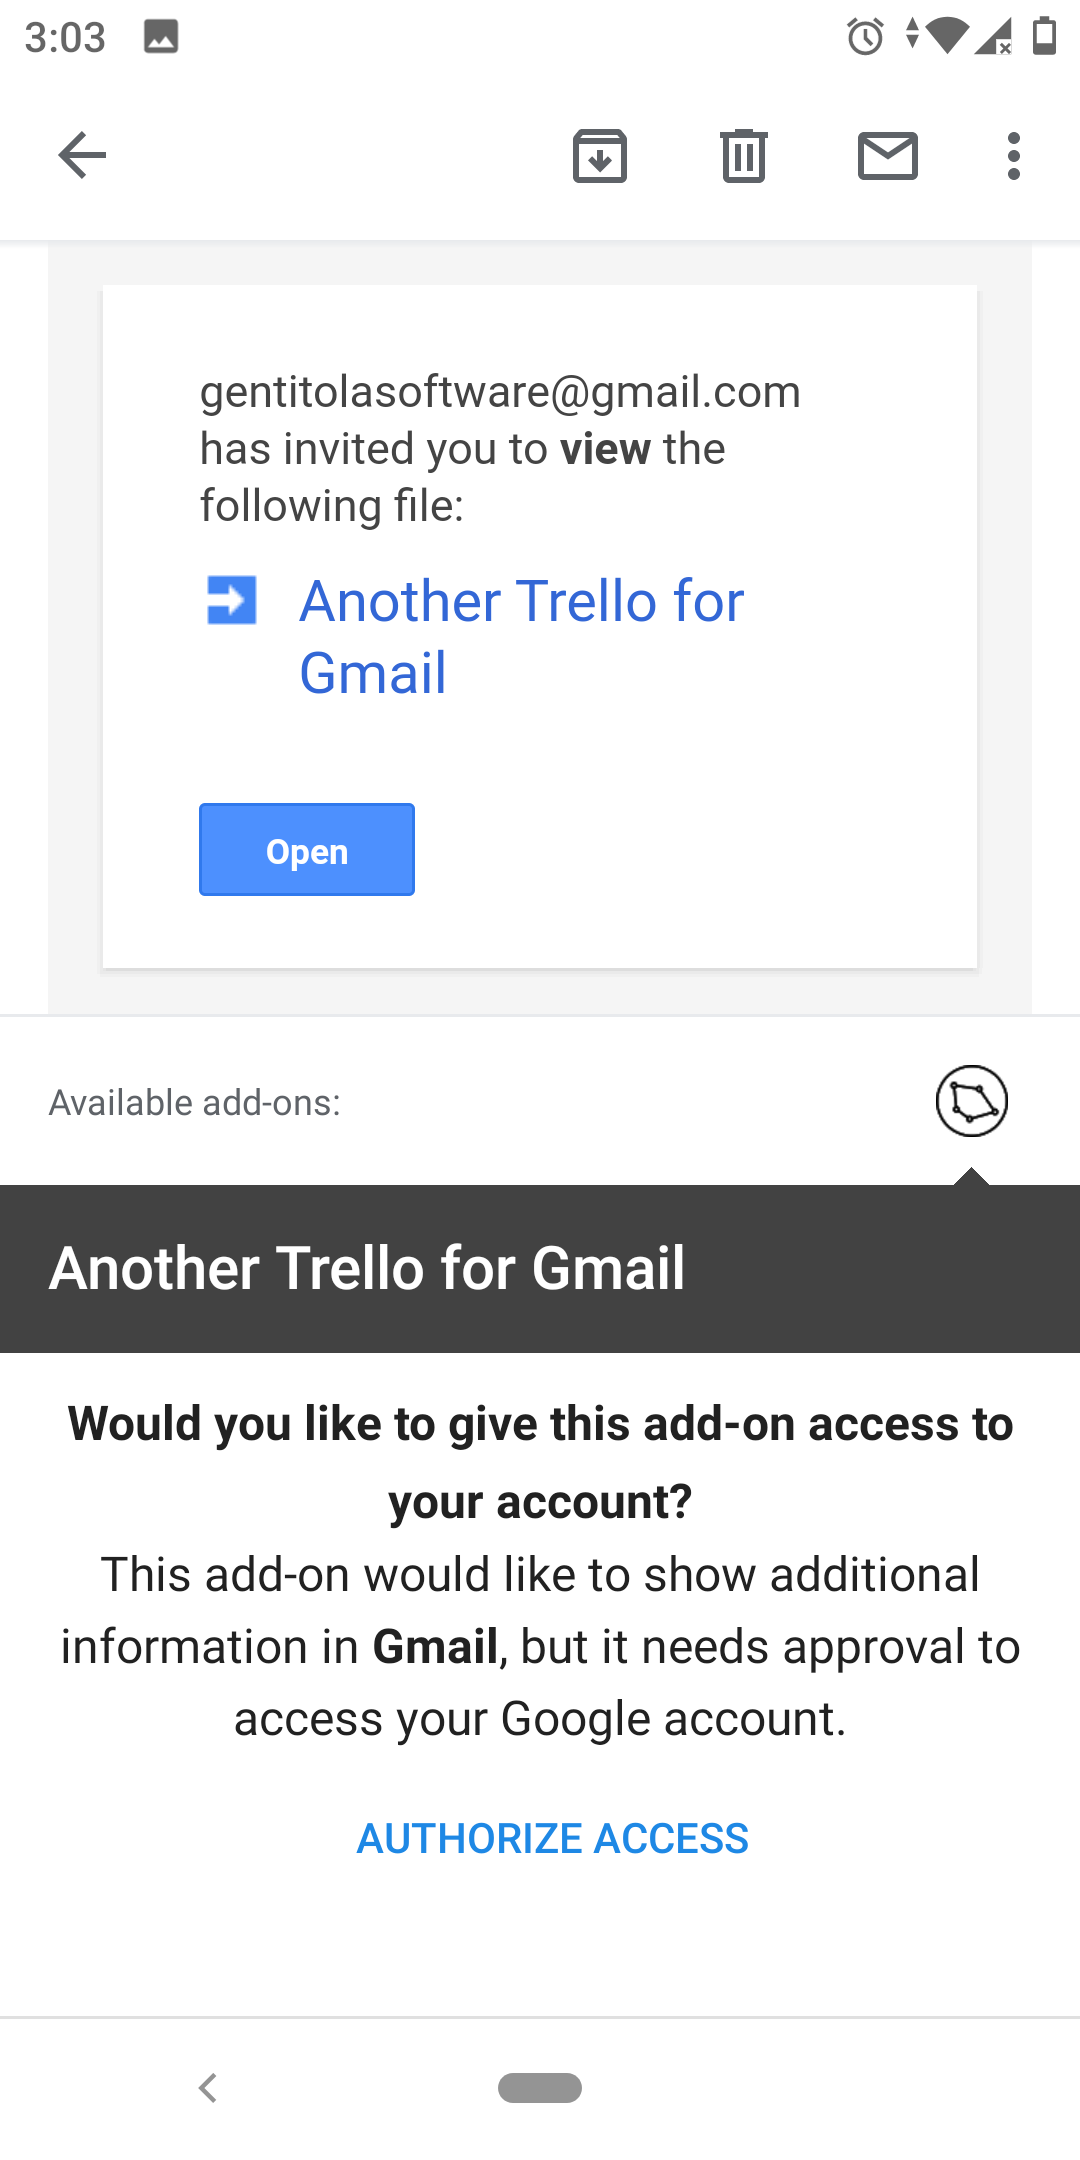 3:03
gentitolasoftware@gmail.com
has invited you to view the
following file:
Another Trello for
Gmail
Open
Available add-ons:
Another Trello for Gmail
Would you like to give this add-on access to
your account?
This add-on would like to show additional
information in Gmail, but it needs approval to
access your Google account.
AUTHORIZE ACCESS